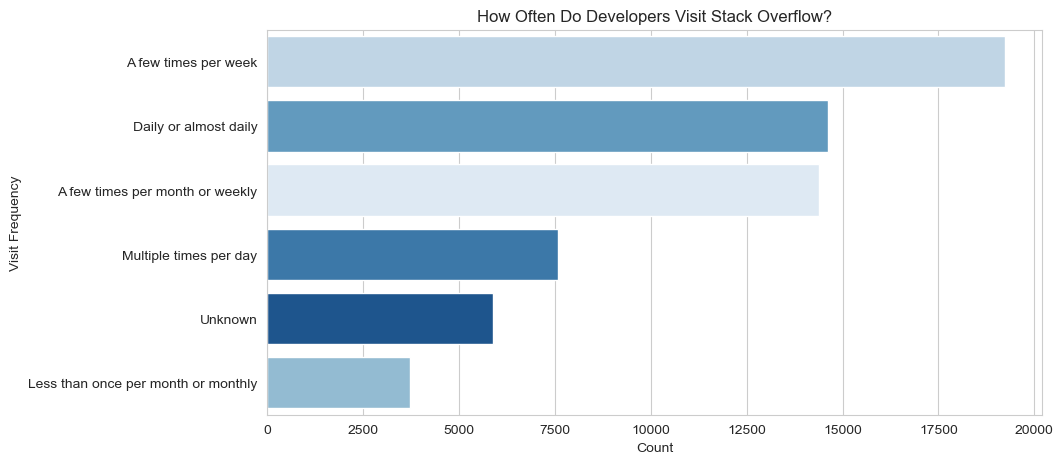 How Often Do Developers Visit Stack Overflow?
Visit Frequency
A few times per week
Daily or almost daily
A few times per month or weekly
Multiple times per day
Unknown
Less than once per month or monthly
0 2500 5000 7500 10000 12500 15000 17500 20000
Count